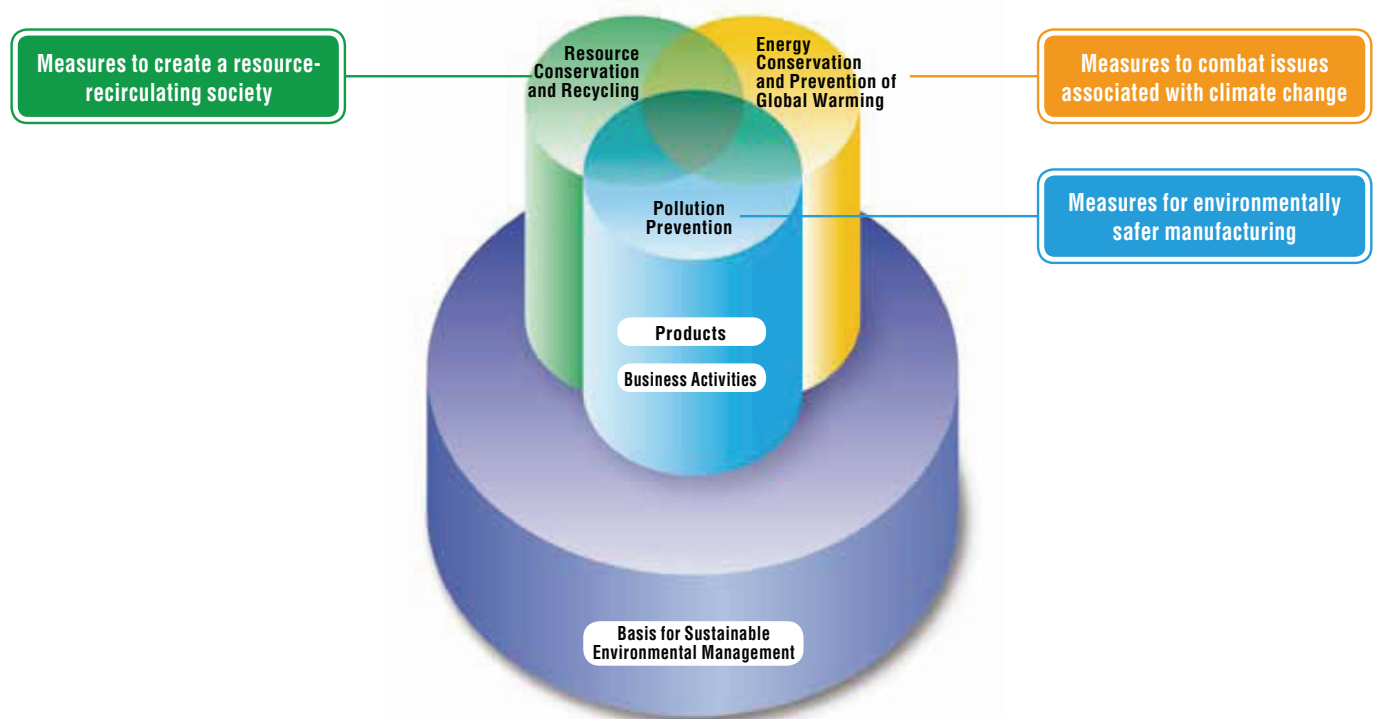 Measures to create a resource-
recirculating society
Resource
Conservation
and Recycling
Energy
Conservation
and Prevention of
Global Warming
Measures to combat issues
associated with climate change
Pollution
Prevention
Measures for environmentally
safer manufacturing
Products
Business Activities
Basis for Sustainable
Environmental Management